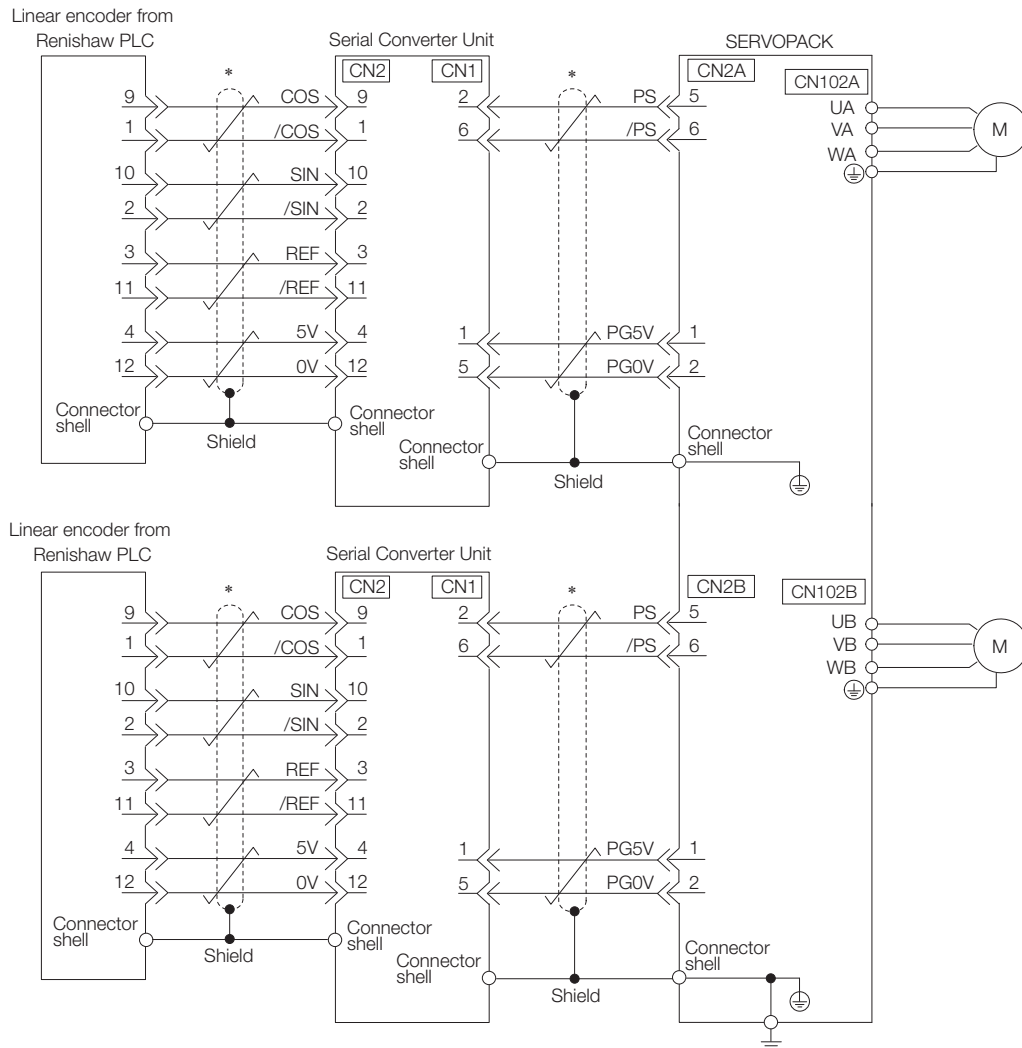 Linear encoder from
Renishaw PLC
Serial Converter Unit
SERVOPACK
CN2
CN1
CN2A
CN102A
*
*
9 COS 9
2 PS 5
UA
1 /COS 1
6 /PS 6
VA
M
WA
10 SIN 10
2 /SIN 2
3 REF 3
11 /REF 11
4 5V 4
1 PG5V 1
12 0V 12
5 PG0V 2
Connector
shell
Shield
Connector
shell
Connector
shell
Shield
Connector
shell
Linear encoder from
Renishaw PLC
Serial Converter Unit
CN2
CN1
CN2B
CN102B
*
*
9 COS 9
2 PS 5
UB
1 /COS 1
6 /PS 6
VB
M
WB
10 SIN 10
2 /SIN 2
3 REF 3
11 /REF 11
4 5V 4
1 PG5V 1
12 0V 12
5 PG0V 2
Connector
shell
Shield
Connector
shell
Connector
shell
Shield
Connector
shell